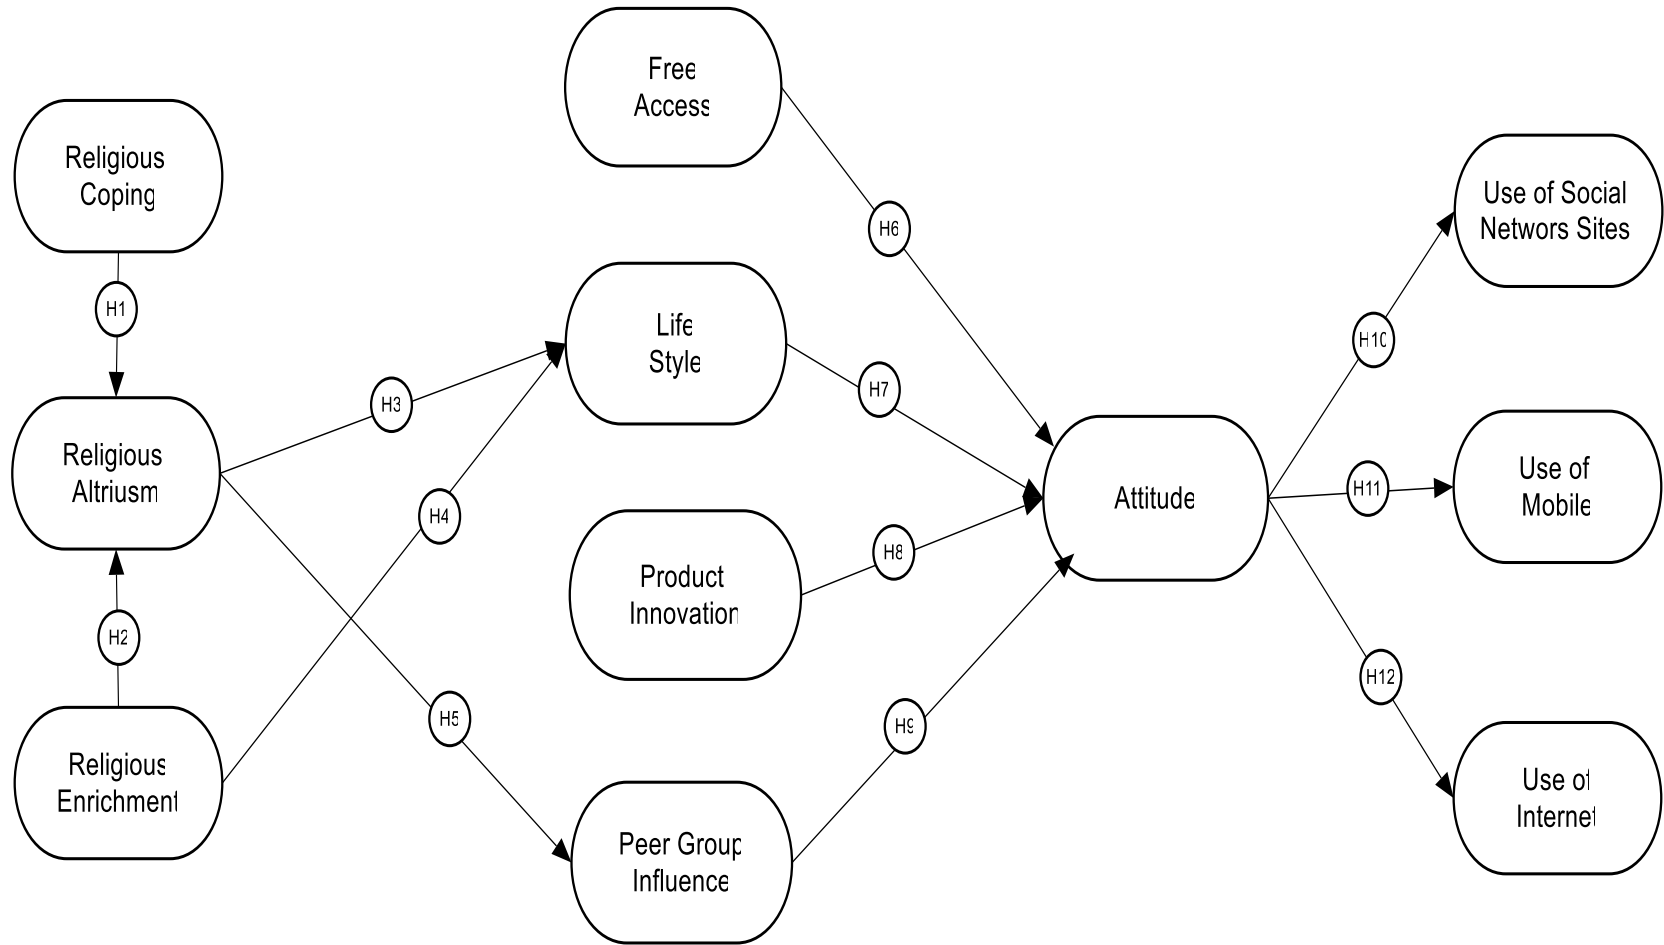 Free
Access
Religious
Coping
Use of Social
Networs Sites
H6
H1
Life
Style
H10
H3
H7
Religious
Altriusm
Attitude
Use of
Mobile
H11
H4
H8
Product
Innovation
H2
H5
H9
H12
Religious
Enrichment
Use of
Internet
Peer Group
Influence